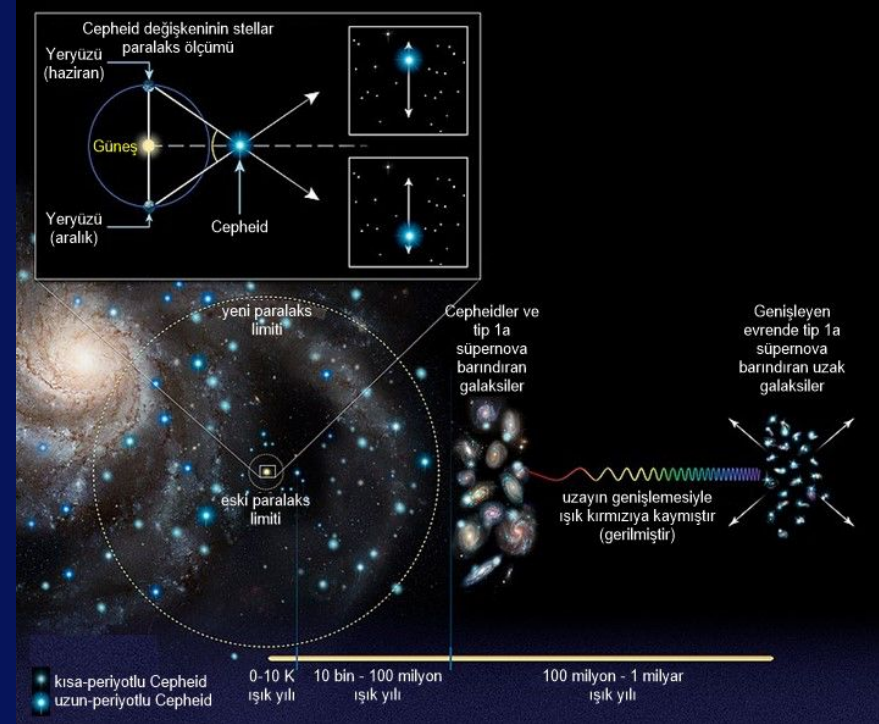 Cepheid değişkeninin stellar
paralaks ölçümü
Yeryüzü
(haziran)
Güneş
Yeryüzü
(aralık)
Cepheid
yeni paralaks
limiti
eski paralaks
limiti
Cepheidler ve
tip 1a
süpernova
barındıran
galaksiler
Genişleyen
evrende tip 1a
süpernova
barındıran uzak
galaksiler
uzayın genişlemesiyle
ışık kırmızıya kaymıştır
(gerilmiştir)
kısa-periyotlu Cepheid
uzun-periyotlu Cepheid
0-10 K
ışık yılı
10 bin - 100 milyon
ışık yılı
100 milyon - 1 milyar
ışık yılı